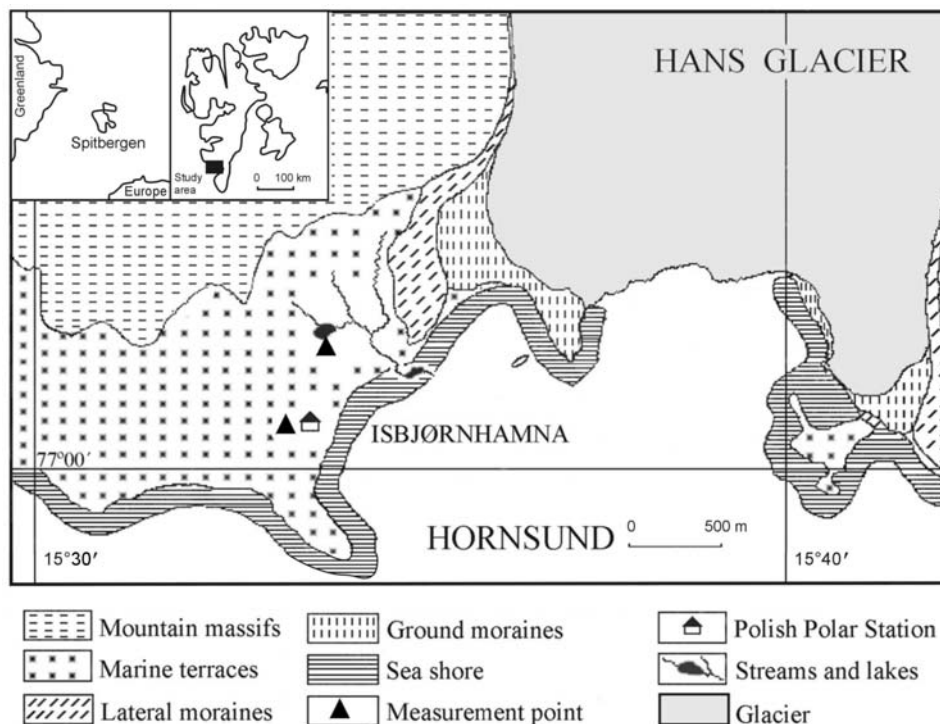 HANS GLACIER
Greenland
Spitbergen
Europe
Study
area
0 100 km
ISBJØRNHAMNA
77°00′
HORNSUND
0 500 m
15°30′
15°40′
Mountain massifs
Ground moraines
Polish Polar Station
Marine terraces
Sea shore
Streams and lakes
Lateral moraines
Measurement point
Glacier